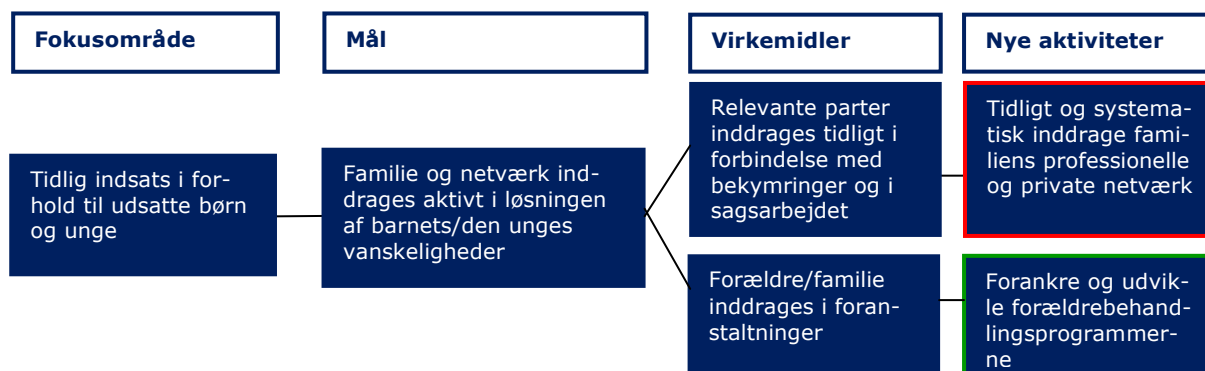 Fokusområde
Mål
Virkemidler
Nye aktiviteter
Tidlig indsats i for-
hold til udsatte børn
og unge
Familie og netværk ind-
drages aktivt i løsningen
af barnets/den unges
vanskeligheder
Relevante parter
inddrages tidligt i
forbindelse med
bekymringer og i
sagsarbejdet
Tidligt og systema-
tisk inddrage fami-
liens professionelle
og private netværk
Forældre/familie
inddrages i foran-
staltninger
Forankre og udvik-
le forældrebehand-
lingsprogrammer-
ne